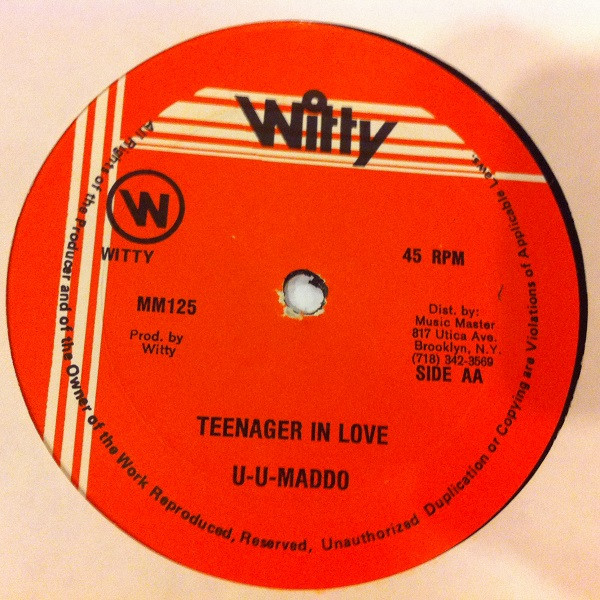 Witty
W
WITTY
45 RPM
MM125
Prod. by
Witty
Dist. by:
Music Master
817 Utica Ave.
Brooklyn, N.Y.
(718) 342-3569
SIDE AA
TEENAGER IN LOVE
U-U-MADDO
All Rights of the Producer and of the Owner of the Work Reproduced, Reserved, Unauthorized Duplication or Copying are Violations of Applicable Laws.